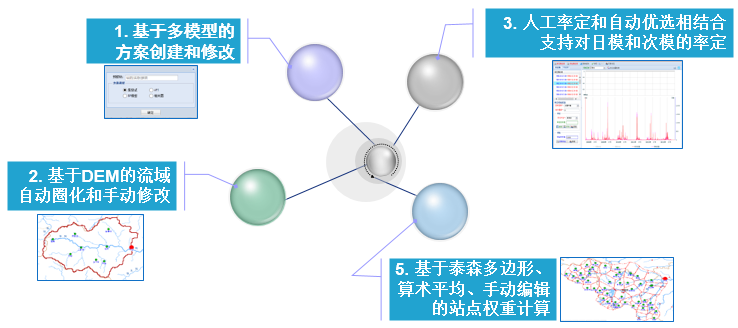 1. 基于多模型的
方案创建和修改
3. 人工率定和自动优选相结合
支持对日模和次模的率定
2. 基于DEM的流域
自动圈化和手动修改
5. 基于泰森多边形、
算术平均、手动编辑
的站点权重计算